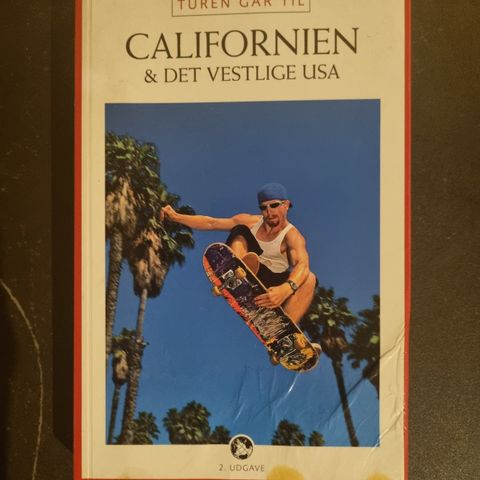 TUREN GÅR TIL
CALIFORNIEN
& DET VESTLIGE USA
2. UDGAVE